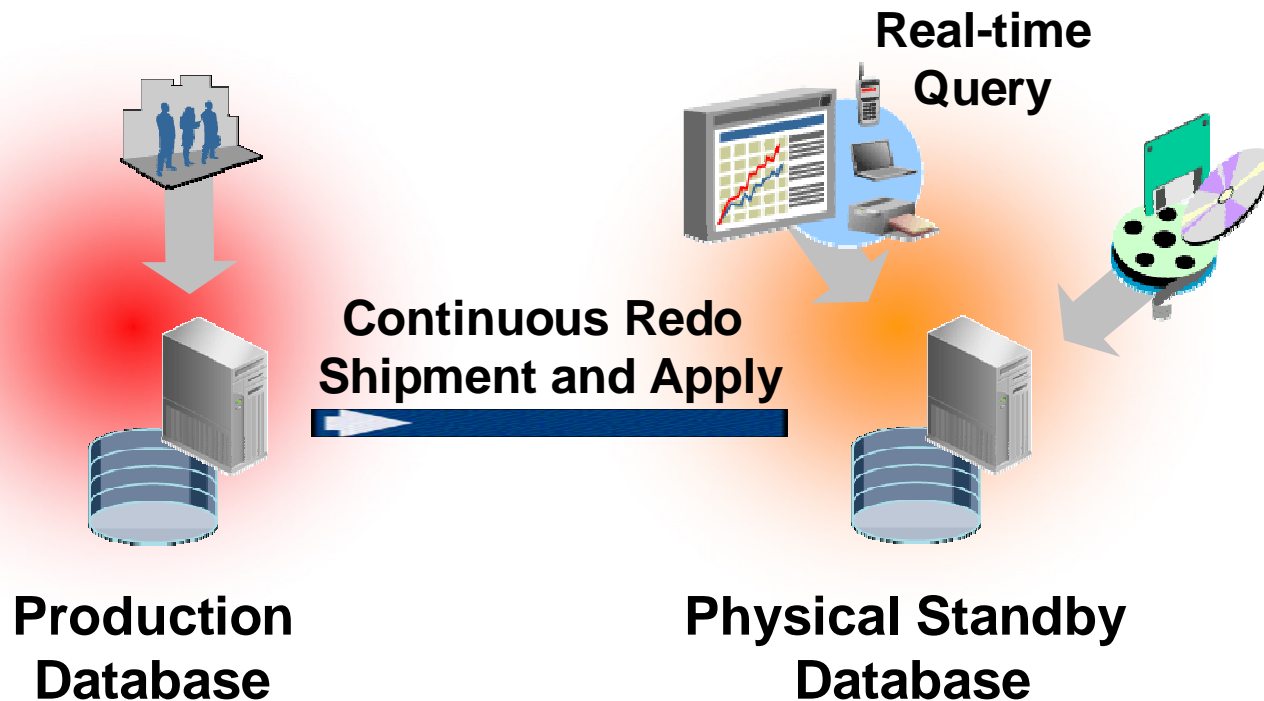 Real-time
Query
Continuous Redo
Shipment and Apply
Production
Database
Physical Standby
Database